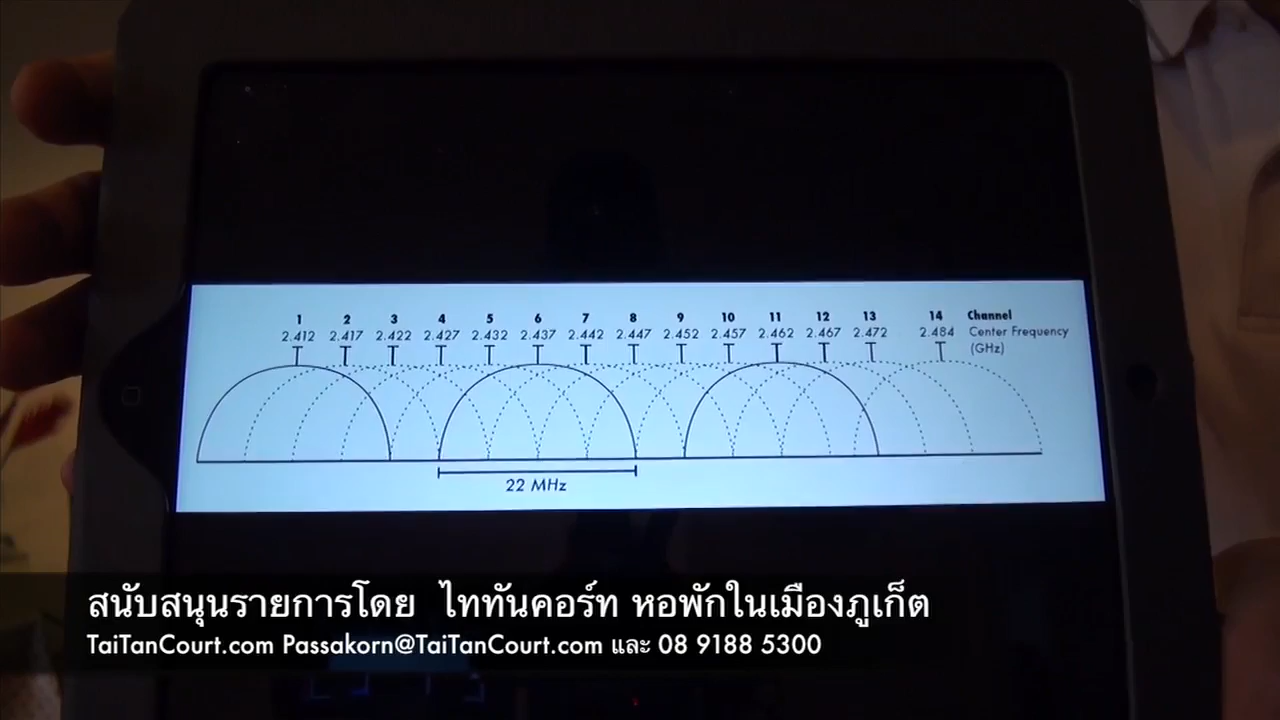 1 2 3 4 5 6 7 8 9 10 11 12 13 14 Channel
2.412 2.417 2.422 2.427 2.432 2.437 2.442 2.447 2.452 2.457 2.462 2.467 2.472 2.484 Center Frequency
(GHz)
22 MHz
สนับสนุนรายการโดย ไททันคอร์ท หอพักในเมืองภูเก็ต
TaiTanCourt.com Passakorn@TaiTanCourt.com และ 08 9188 5300